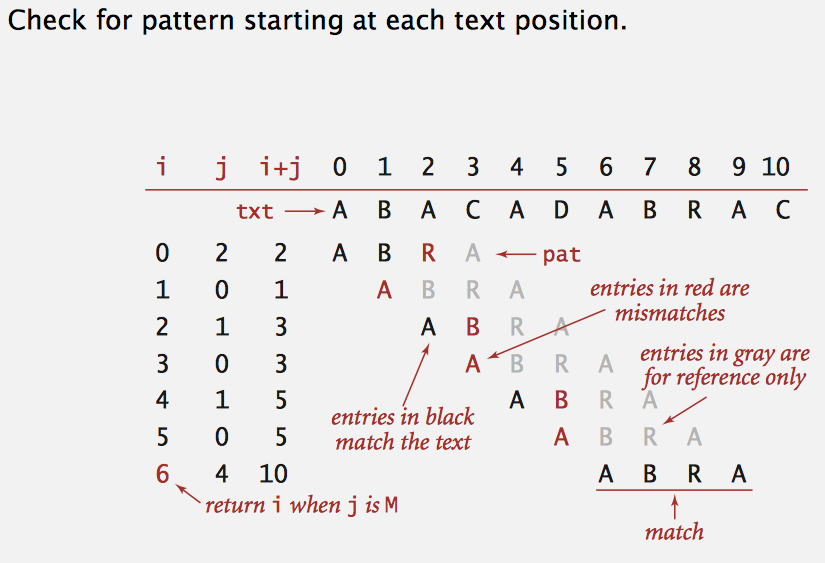 Check for pattern starting at each text position.
i j i+j 0 1 2 3 4 5 6 7 8 9 10
txt A B A C A D A B R A C
0 2 2 A B R A pat
1 0 1 A B R A
entries in red are
mismatches
2 1 3 A B R A
3 0 3 A B R A
entries in gray are
for reference only
4 1 5 A B R A
entries in black
match the text
5 0 5 A B R A
6 4 10 A B R A
return i when j is M
match